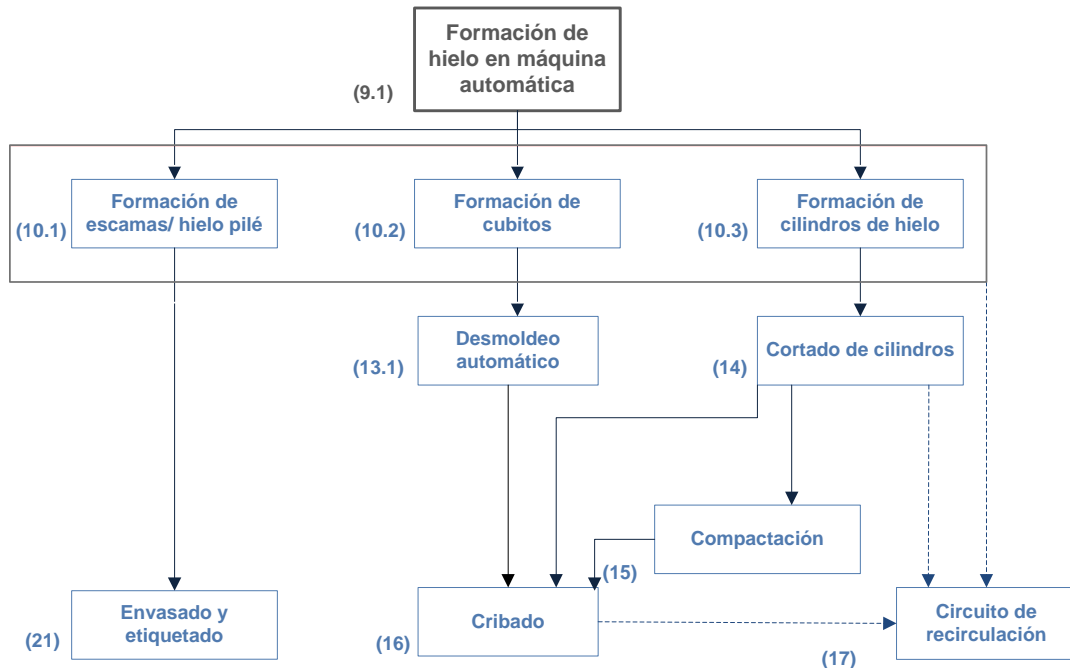 Formación de
hielo en máquina
automática
(9.1)
Formación de
escamas/ hielo pilé
(10.1)
Formación de
cubitos
(10.2)
Formación de
cilindros de hielo
(10.3)
Desmoldeo
automático
(13.1)
Cortado de cilindros
(14)
Compactación
(15)
Envasado y
etiquetado
(21)
Cribado
(16)
Circuito de
recirculación
(17)